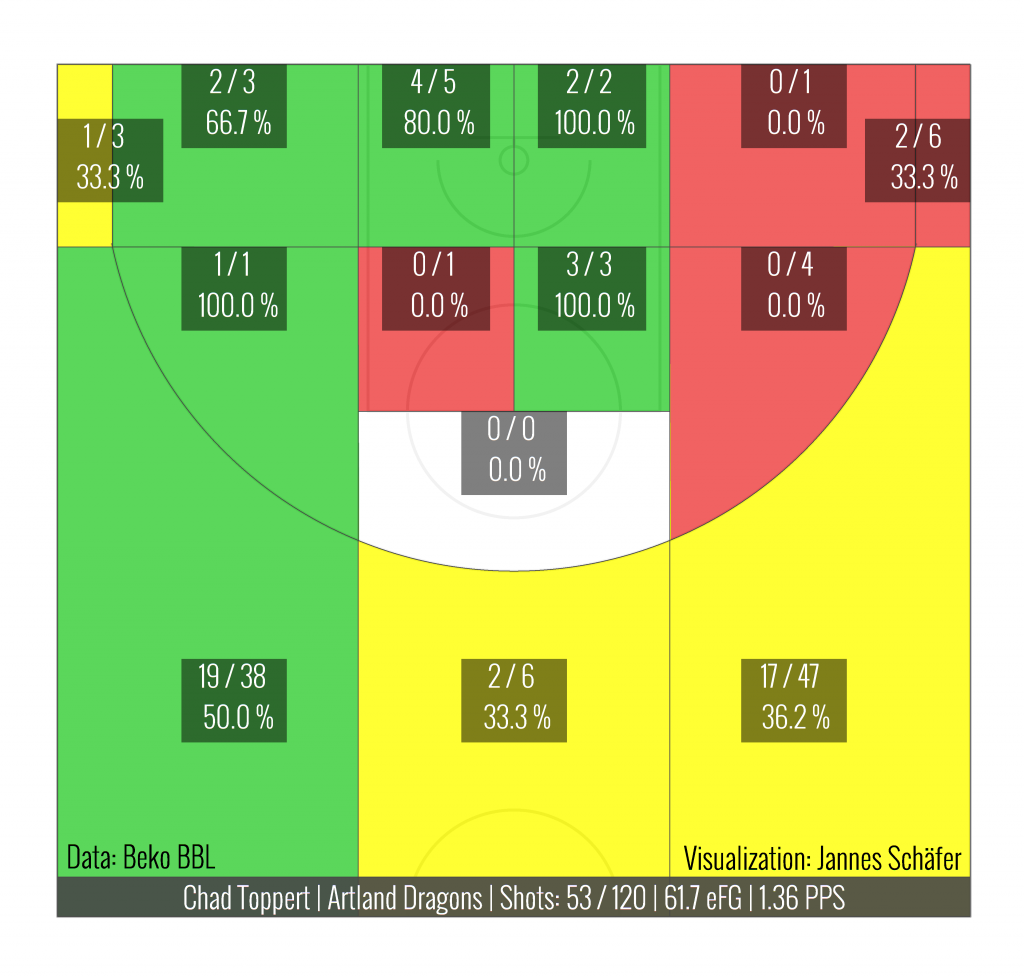 2 / 3
66.7 %
4 / 5
80.0 %
2 / 2
100.0 %
0 / 1
0.0 %
1 / 3
33.3 %
2 / 6
33.3 %
1 / 1
100.0 %
0 / 1
0.0 %
3 / 3
100.0 %
0 / 4
0.0 %
0 / 0
0.0 %
19 / 38
50.0 %
2 / 6
33.3 %
17 / 47
36.2 %
Data: Beko BBL
Visualization: Jannes Schäfer
Chad Toppert | Artland Dragons | Shots: 53 / 120 | 61.7 eFG | 1.36 PPS